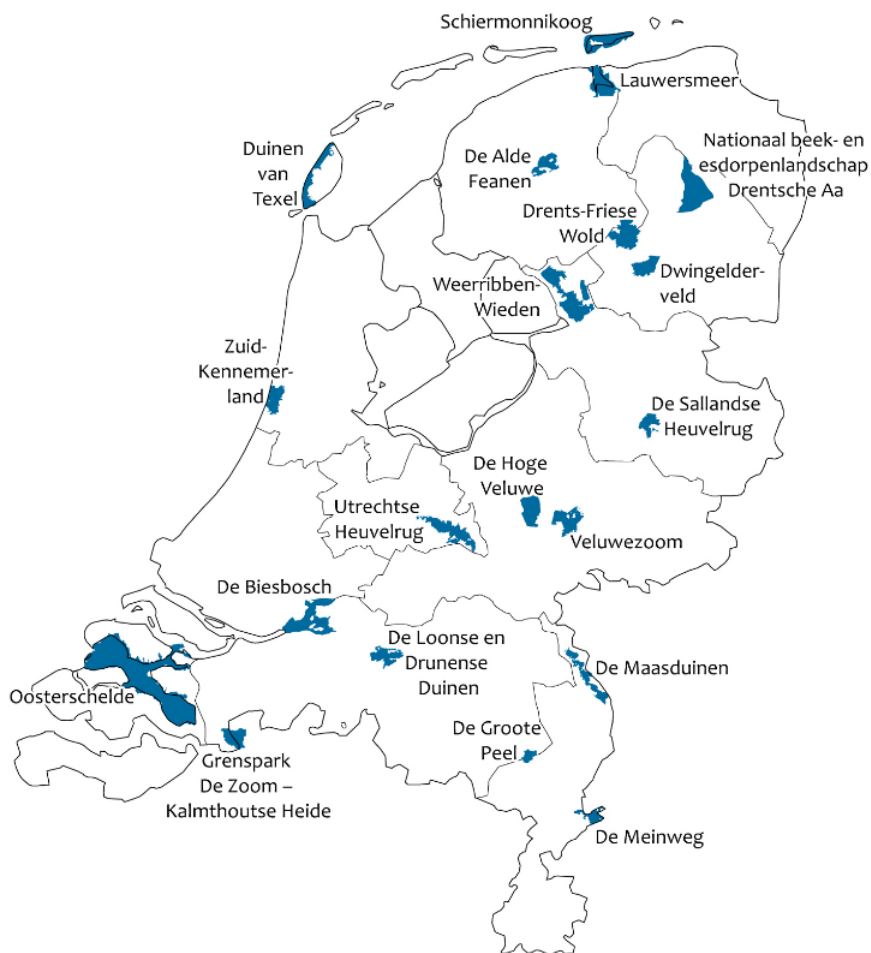 Schiermonnikoog
Lauwersmeer
Duinen
van
Texel
De Alde
Feanen
Nationaal beek- en
esdorpenlandschap
Drentsche Aa
Drents-Friese
Wold
Dwingelder-
veld
Weerribben-
Wieden
Zuid-
Kennemer-
land
De Sallandse
Heuvelrug
De Hoge
Veluwe
Utrechtse
Heuvelrug
Veluwezoom
De Biesbosch
De Loonse en
Drunense
Duinen
De Maasduinen
Oosterschelde
De Groote
Peel
Grenspark
De Zoom –
Kalmthoutse Heide
De Meinweg